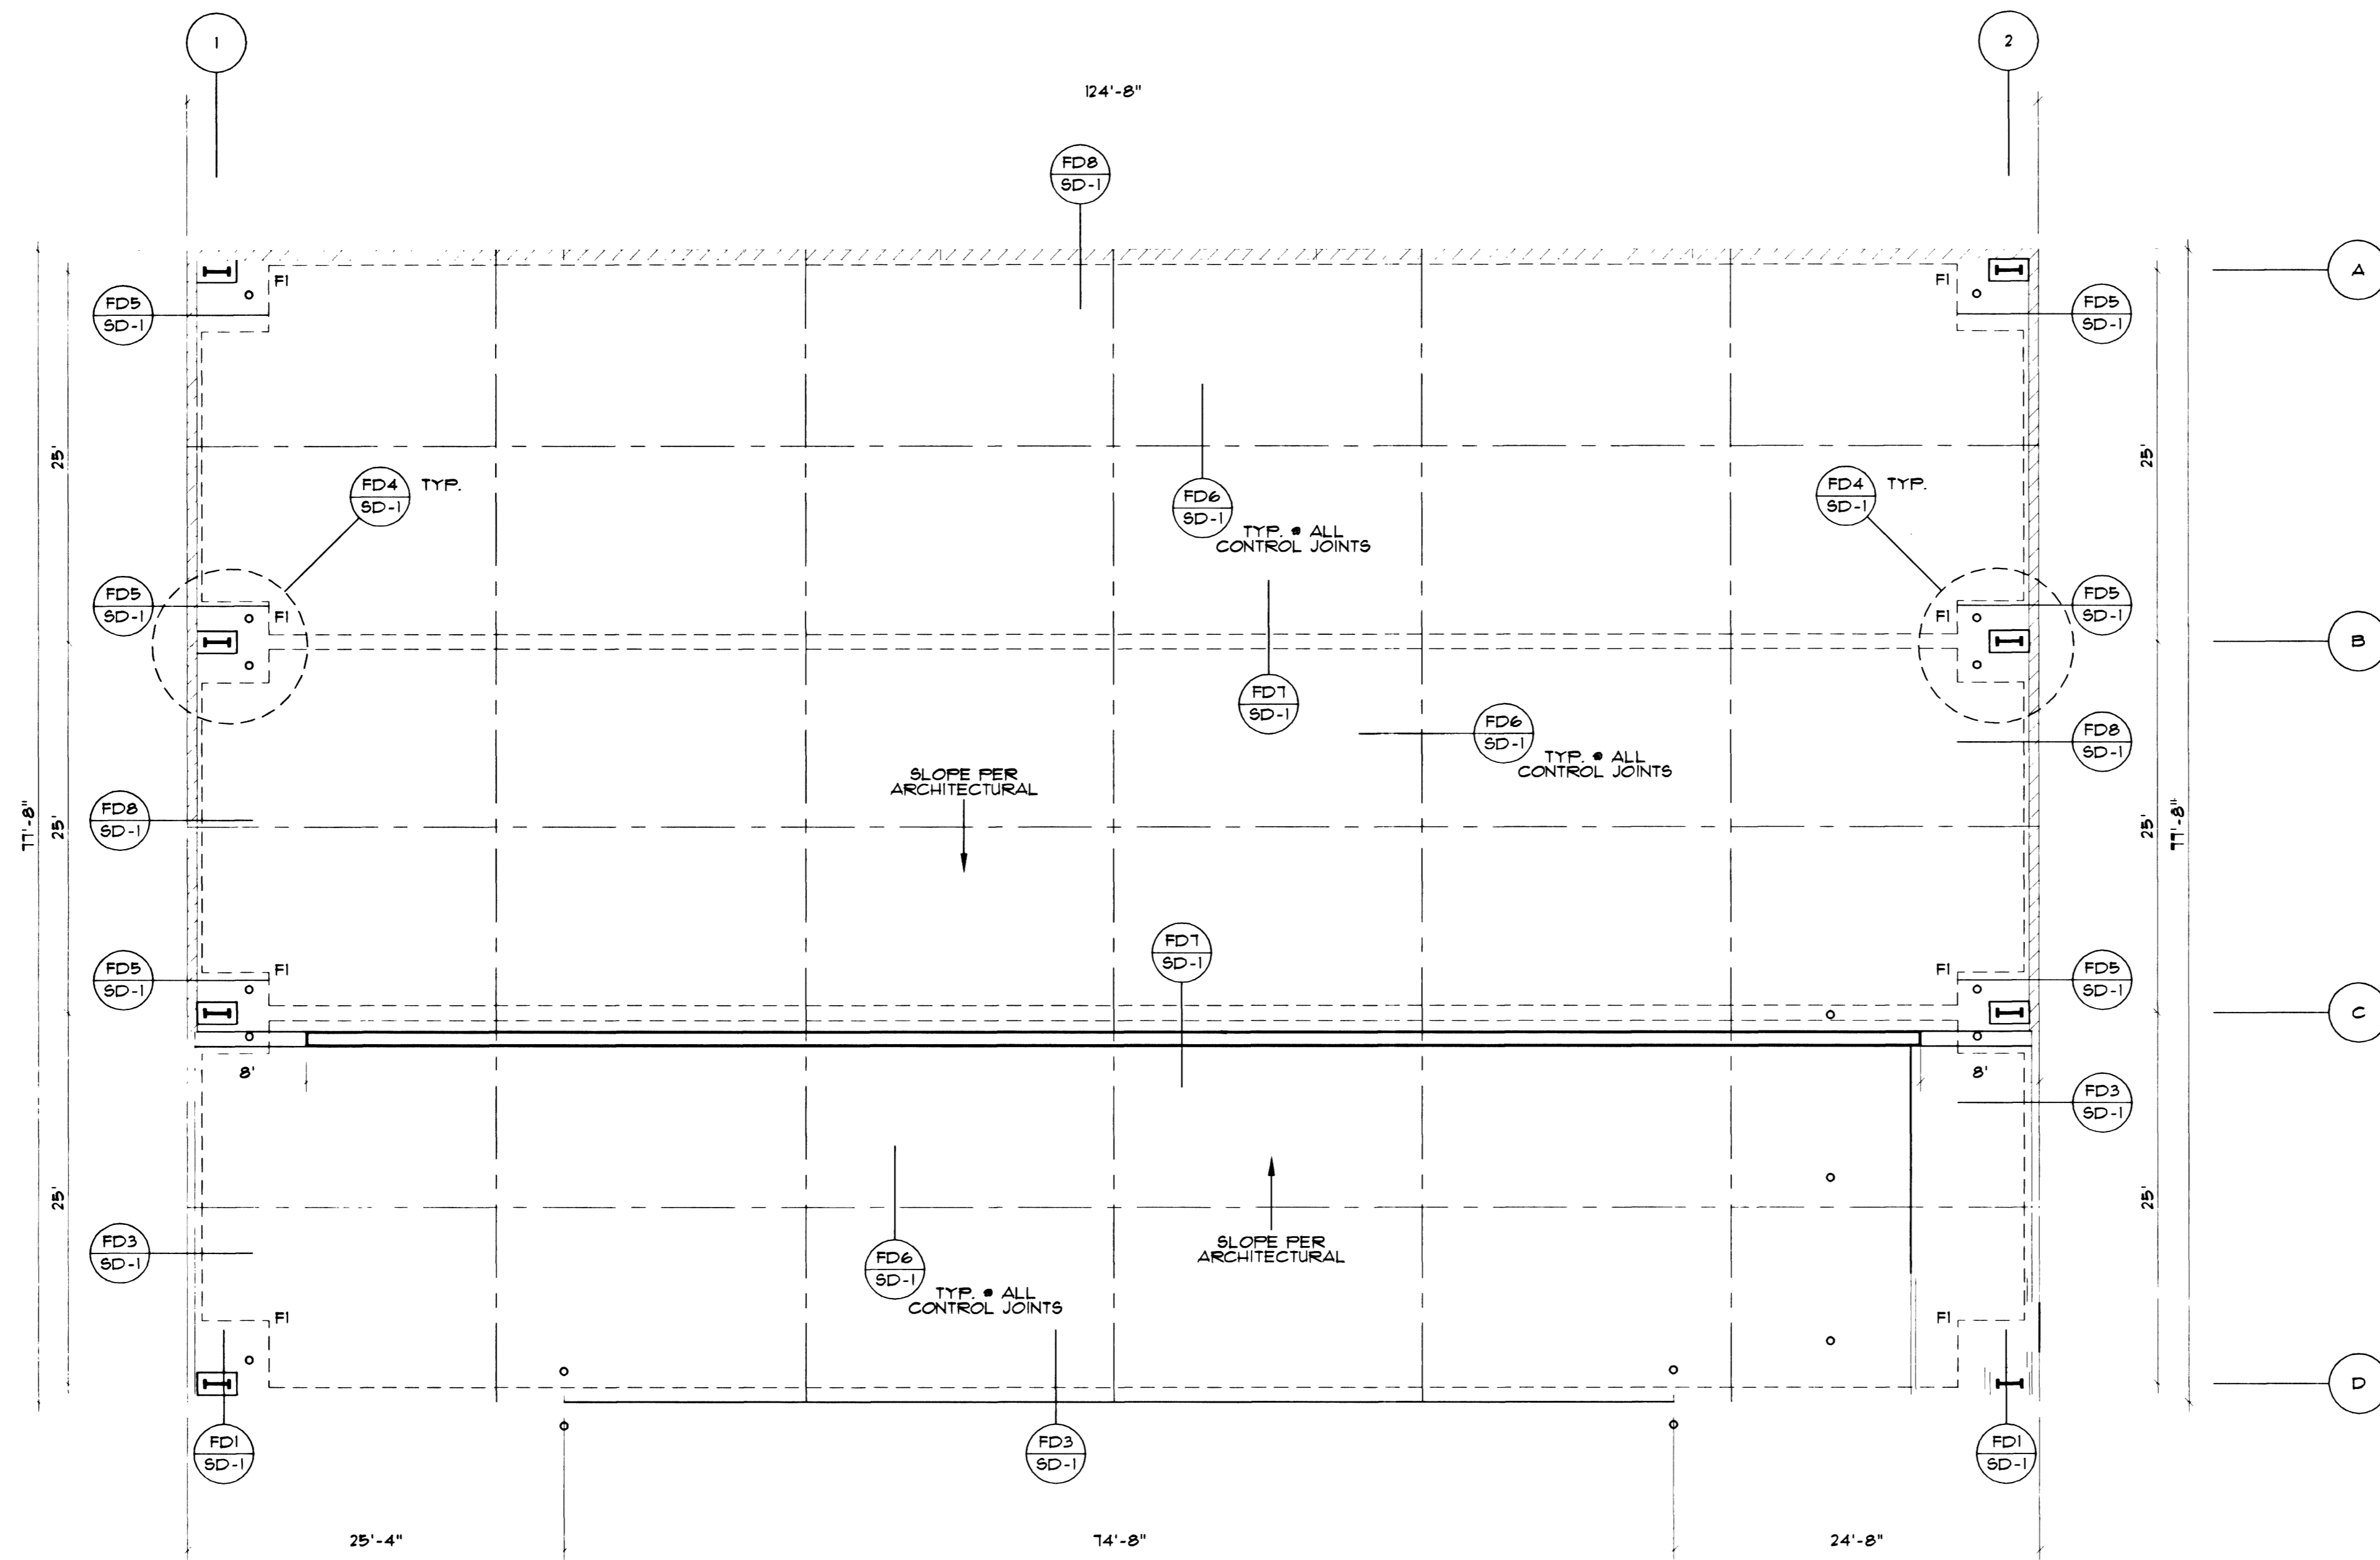 1
2
124'-8"
FD8
SD-1
A
F1
F1
FD5
SD-1
FD5
SD-1
25'
25'
FD4
SD-1
TYP.
FD4
SD-1
TYP.
FD6
SD-1
TYP. @ ALL
CONTROL JOINTS
FD5
SD-1
FD5
SD-1
F1
F1
B
FD7
SD-1
FD6
SD-1
TYP. @ ALL
CONTROL JOINTS
FD8
SD-1
SLOPE PER
ARCHITECTURAL
FD8
SD-1
77'-8"
25'
25'
77'-8"
FD7
SD-1
FD5
SD-1
F1
F1
FD5
SD-1
C
8'
8'
FD3
SD-1
25'
25'
FD3
SD-1
FD6
SD-1
TYP. @ ALL
CONTROL JOINTS
SLOPE PER
ARCHITECTURAL
F1
F1
D
FD1
SD-1
FD3
SD-1
FD1
SD-1
25'-4"
74'-8"
24'-8"